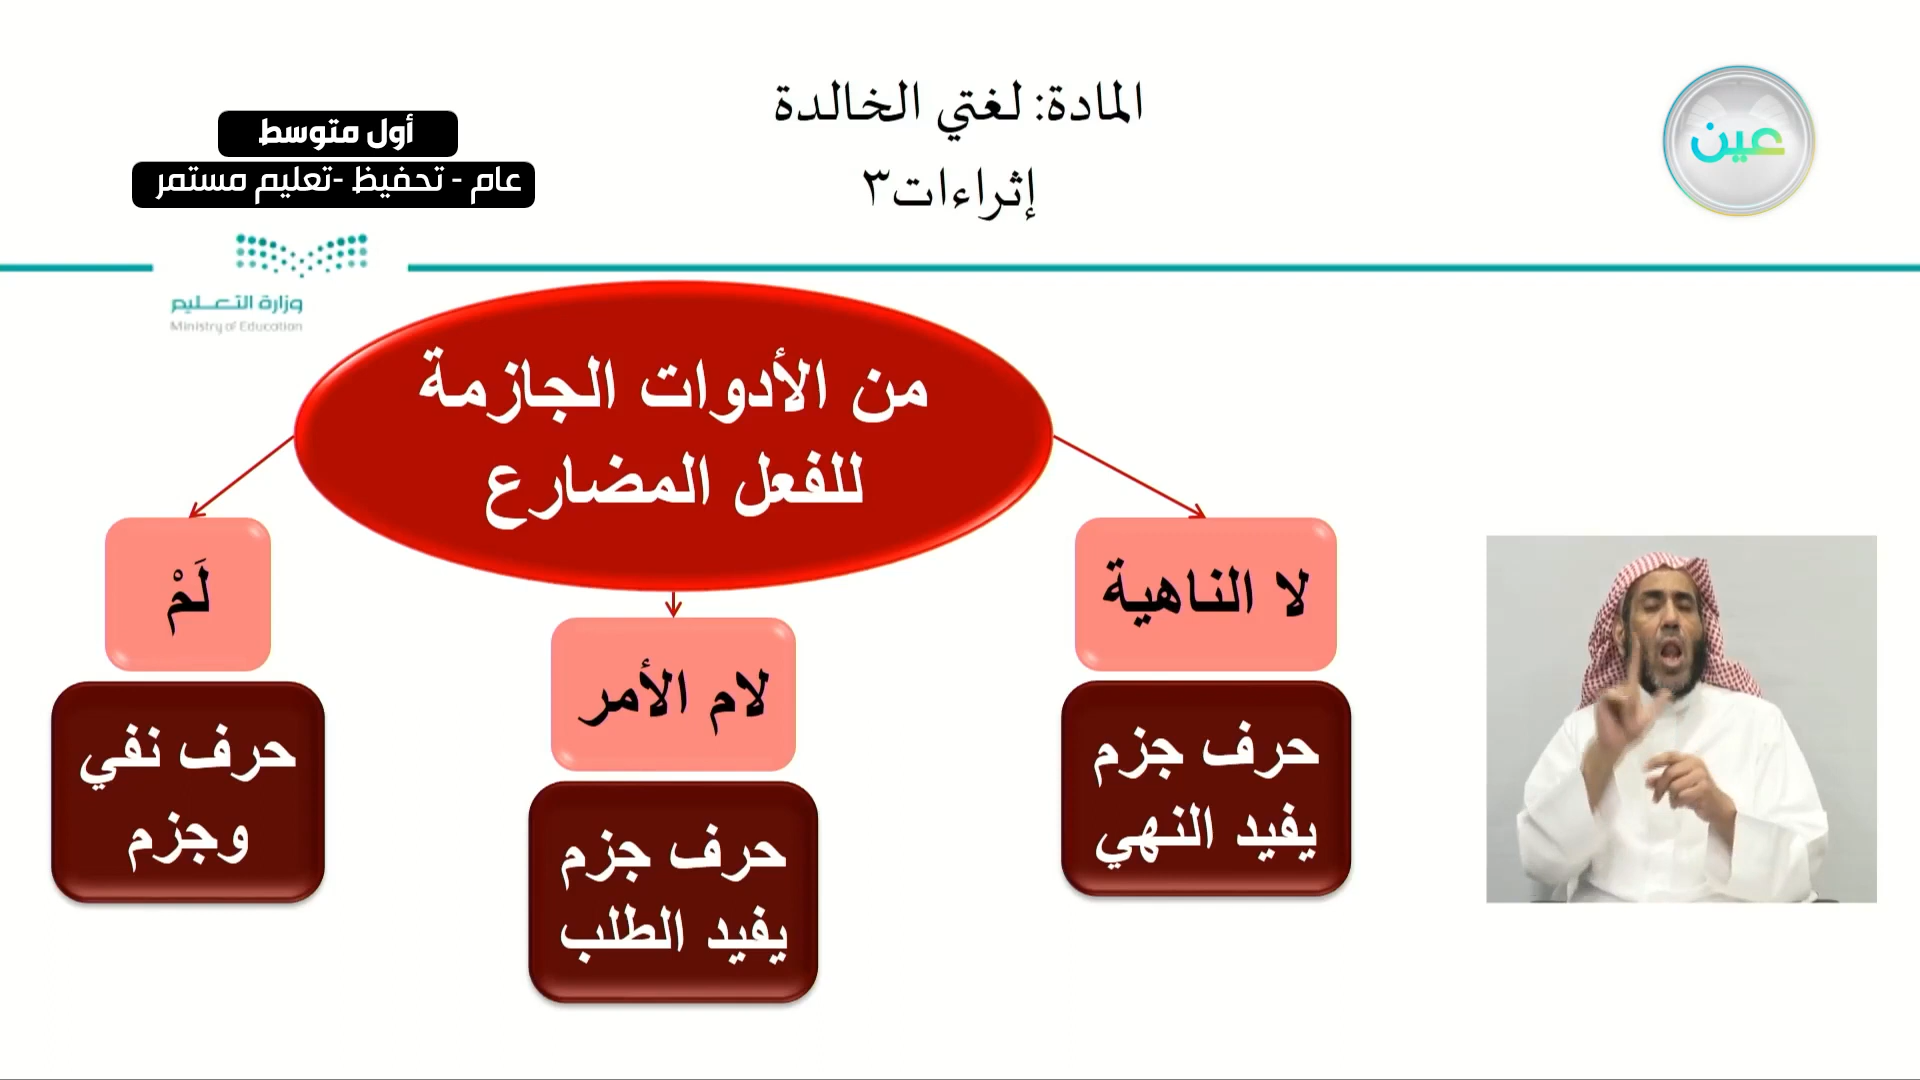 المادة: لغتي الخالدة
إثراءات٣
عين
أول متوسط
عام - تحفيظ -تعليم مستمر
وزارة التعـليم
Ministry of Education
من الأدوات الجازمة
للفعل المضارع
لا الناهية
حرف جزم
يفيد النهي
لام الأمر
حرف جزم
يفيد الطلب
لَمْ
حرف نفي
وجزم